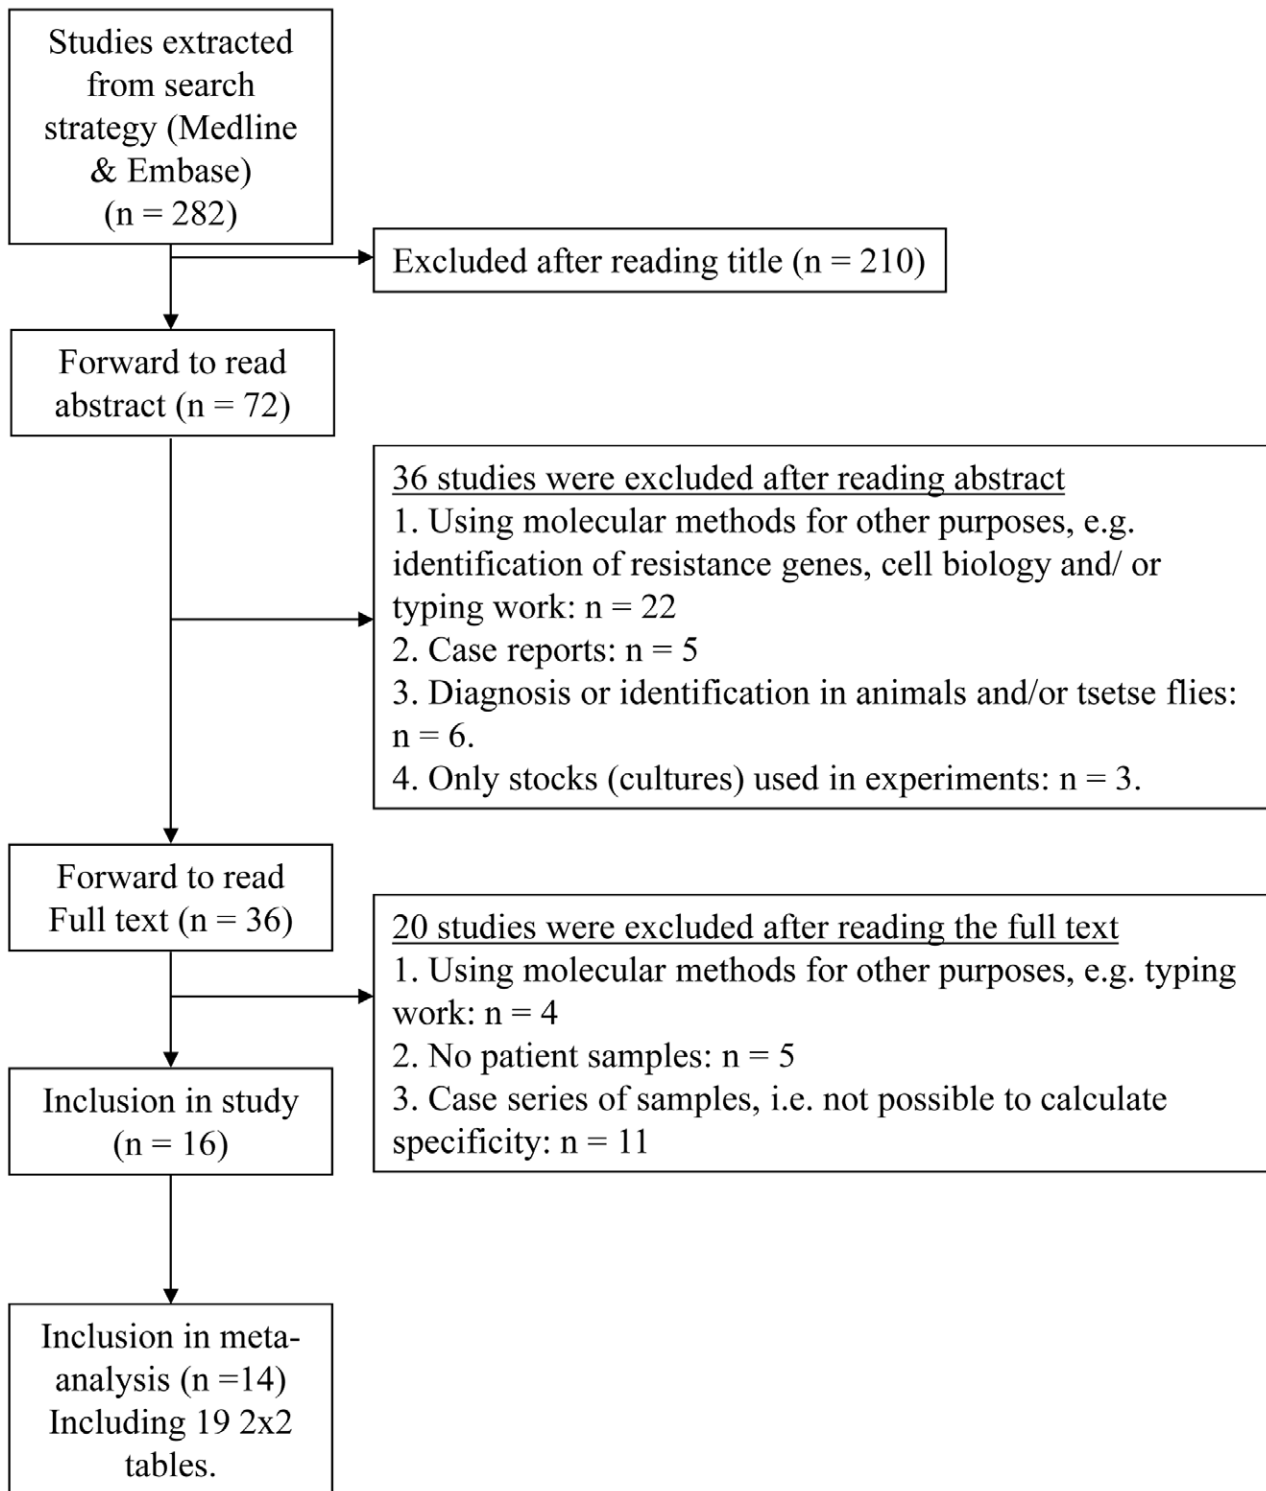 Studies extracted
from search
strategy (Medline
& Embase)
(n = 282)
Excluded after reading title (n = 210)
Forward to read
abstract (n = 72)
36 studies were excluded after reading abstract
1. Using molecular methods for other purposes, e.g.
identification of resistance genes, cell biology and/ or
typing work: n = 22
2. Case reports: n = 5
3. Diagnosis or identification in animals and/or tsetse flies:
n = 6.
4. Only stocks (cultures) used in experiments: n = 3.
Forward to read
Full text (n = 36)
20 studies were excluded after reading the full text
1. Using molecular methods for other purposes, e.g. typing
work: n = 4
2. No patient samples: n = 5
3. Case series of samples, i.e. not possible to calculate
specificity: n = 11
Inclusion in study
(n = 16)
Inclusion in meta-
analysis (n =14)
Including 19 2x2
tables.